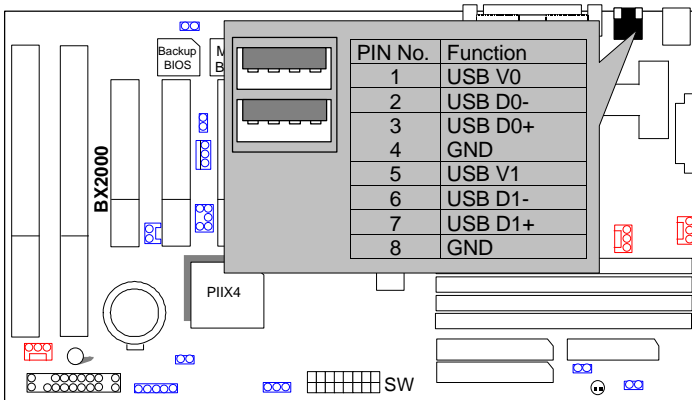 Backup
BIOS
M
B
BX2000
PIIX4
SW
PIN No. Function
1 USB V0
2 USB D0-
3 USB D0+
4 GND
5 USB V1
6 USB D1-
7 USB D1+
8 GND